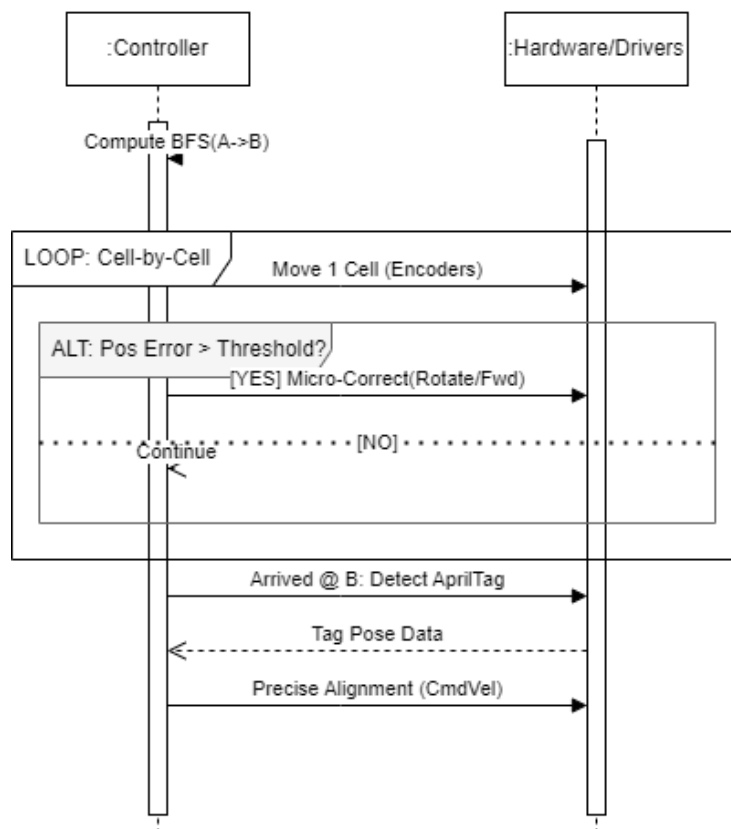 :Controller
:Hardware/Drivers
Compute BFS(A->B)
LOOP: Cell-by-Cell
Move 1 Cell (Encoders)
ALT: Pos Error > Threshold?
[YES] Micro-Correct(Rotate/Fwd)
[NO]
Continue
Arrived @ B: Detect AprilTag
Tag Pose Data
Precise Alignment (CmdVel)